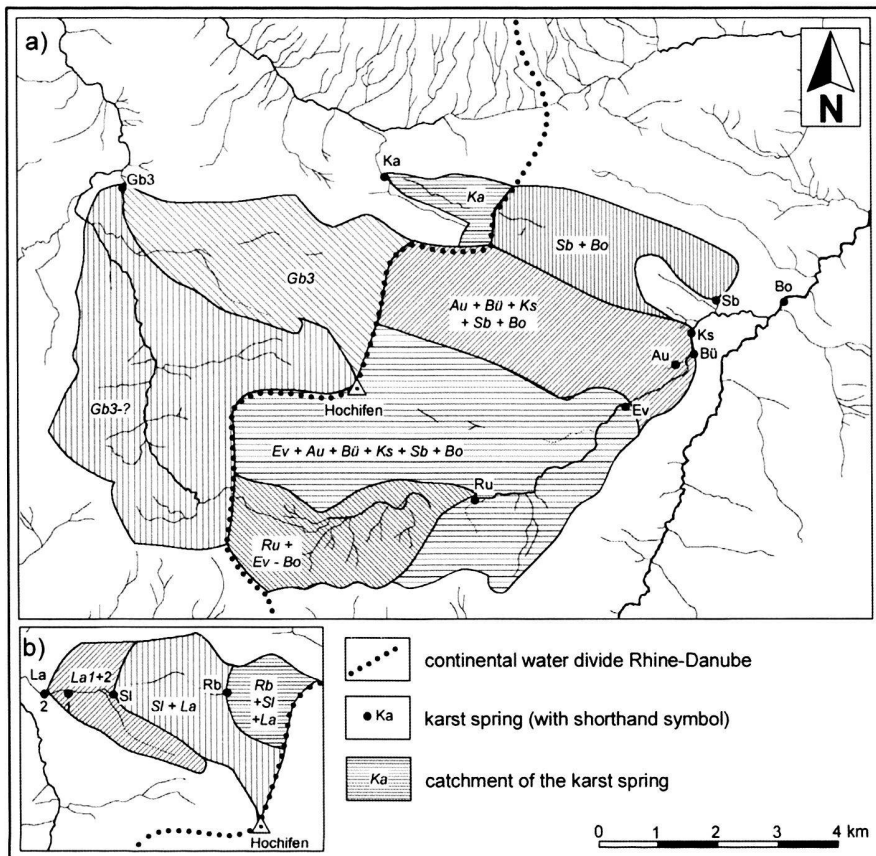 a)
N
Ka
Gb3
Ka
Sb + Bo
Gb3
Sb
Bo
Au + Bü + Ks
+ Sb + Bo
Ks
Bü
Au
Hochifen
Ev
Gb3-?
Ev + Au + Bü + Ks + Sb + Bo
Ru
Ru +
Ev - Bo
b)
La
La1+2
Sl
Sl + La
Rb
Rb
+Sl
+La
2
1
Hochifen
continental water divide Rhine-Danube
Ka
karst spring (with shorthand symbol)
Ka
catchment of the karst spring
0 1 2 3 4 km